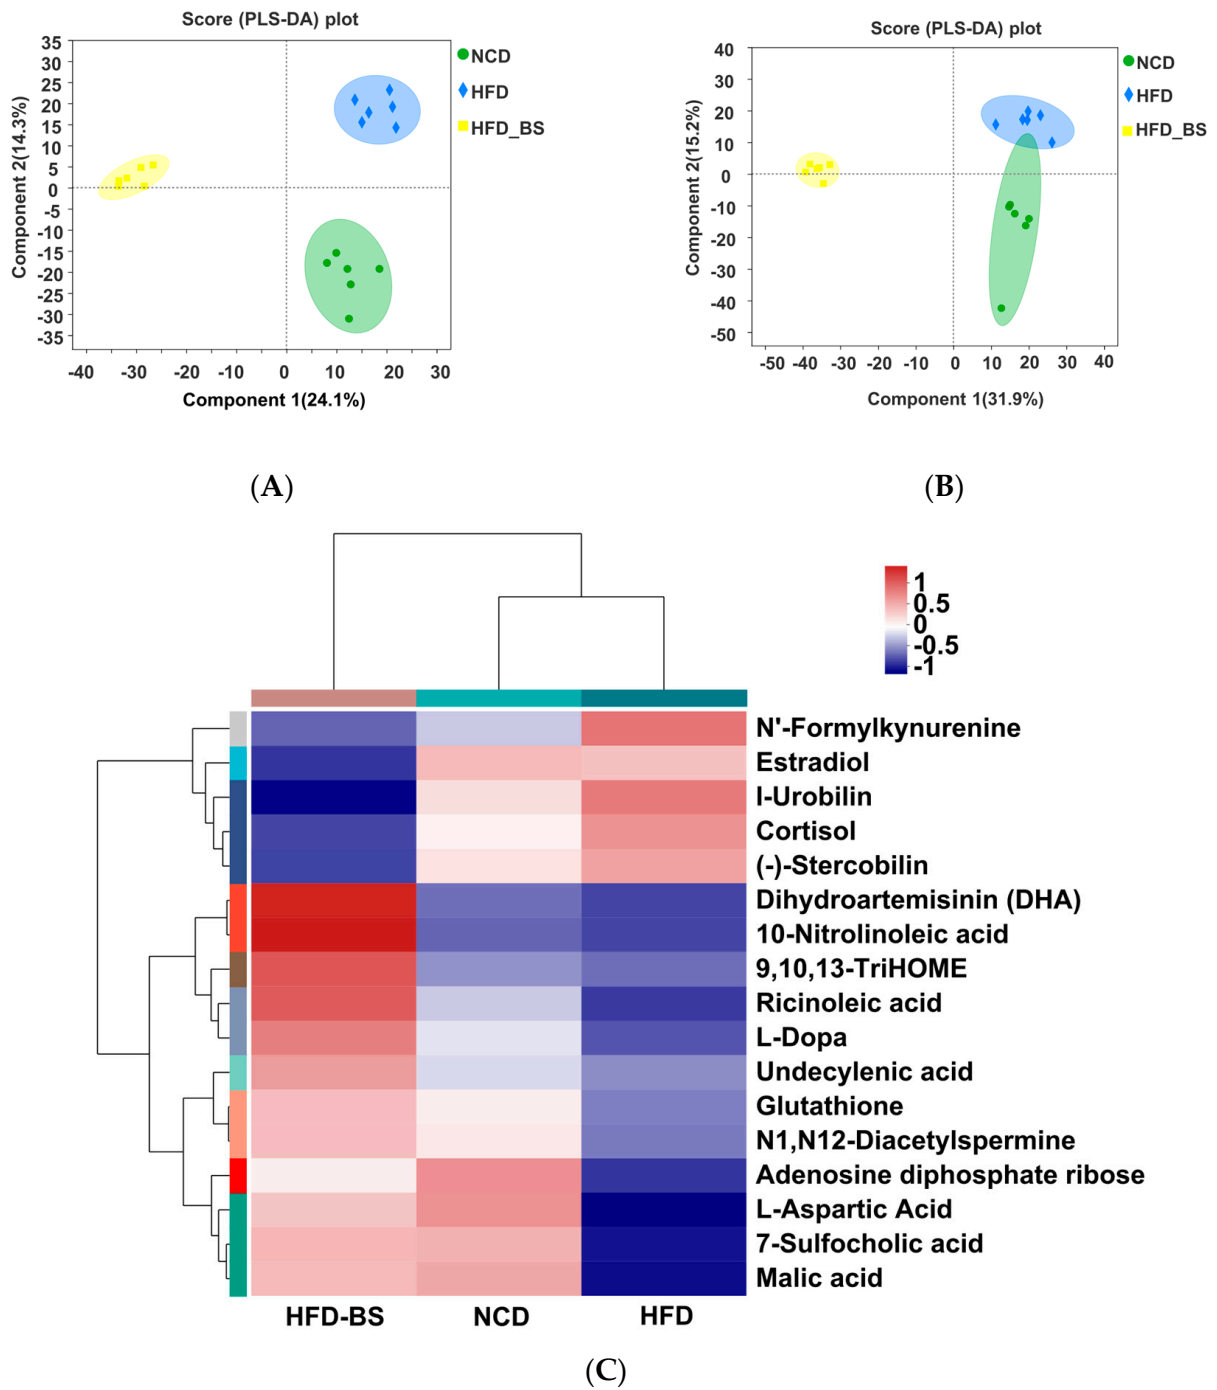 Score (PLS-DA) plot
35
30
25
20
15
10
5
0
-5
-10
-15
-20
-25
-30
-35
Component 2(14.3%)
-40 -30 -20 -10 0 10 20 30
Component 1(24.1%)
NCD
HFD
HFD_BS
(A)
Score (PLS-DA) plot
40
30
20
10
0
-10
-20
-30
-40
-50
Component 2(15.2%)
-50 -40 -30 -20 -10 0 10 20 30 40
Component 1(31.9%)
NCD
HFD
HFD_BS
(B)
1
0.5
0
-0.5
-1
N'-Formylkynurenine
Estradiol
I-Urobilin
Cortisol
(-)-Stercobilin
Dihydroartemisinin (DHA)
10-Nitrolinoleic acid
9,10,13-TriHOME
Ricinoleic acid
L-Dopa
Undecylenic acid
Glutathione
N1,N12-Diacetylspermine
Adenosine diphosphate ribose
L-Aspartic Acid
7-Sulfocholic acid
Malic acid
HFD-BS NCD HFD
(C)